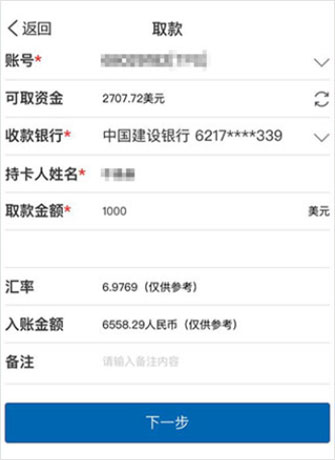 返回 取款
账号*
可取资金 2707.72美元
收款银行* 中国建设银行 6217****339
持卡人姓名*
取款金额* 1000 美元
汇率 6.9769（仅供参考）
入账金额 6558.29人民币（仅供参考）
备注 请输入备注内容
下一步